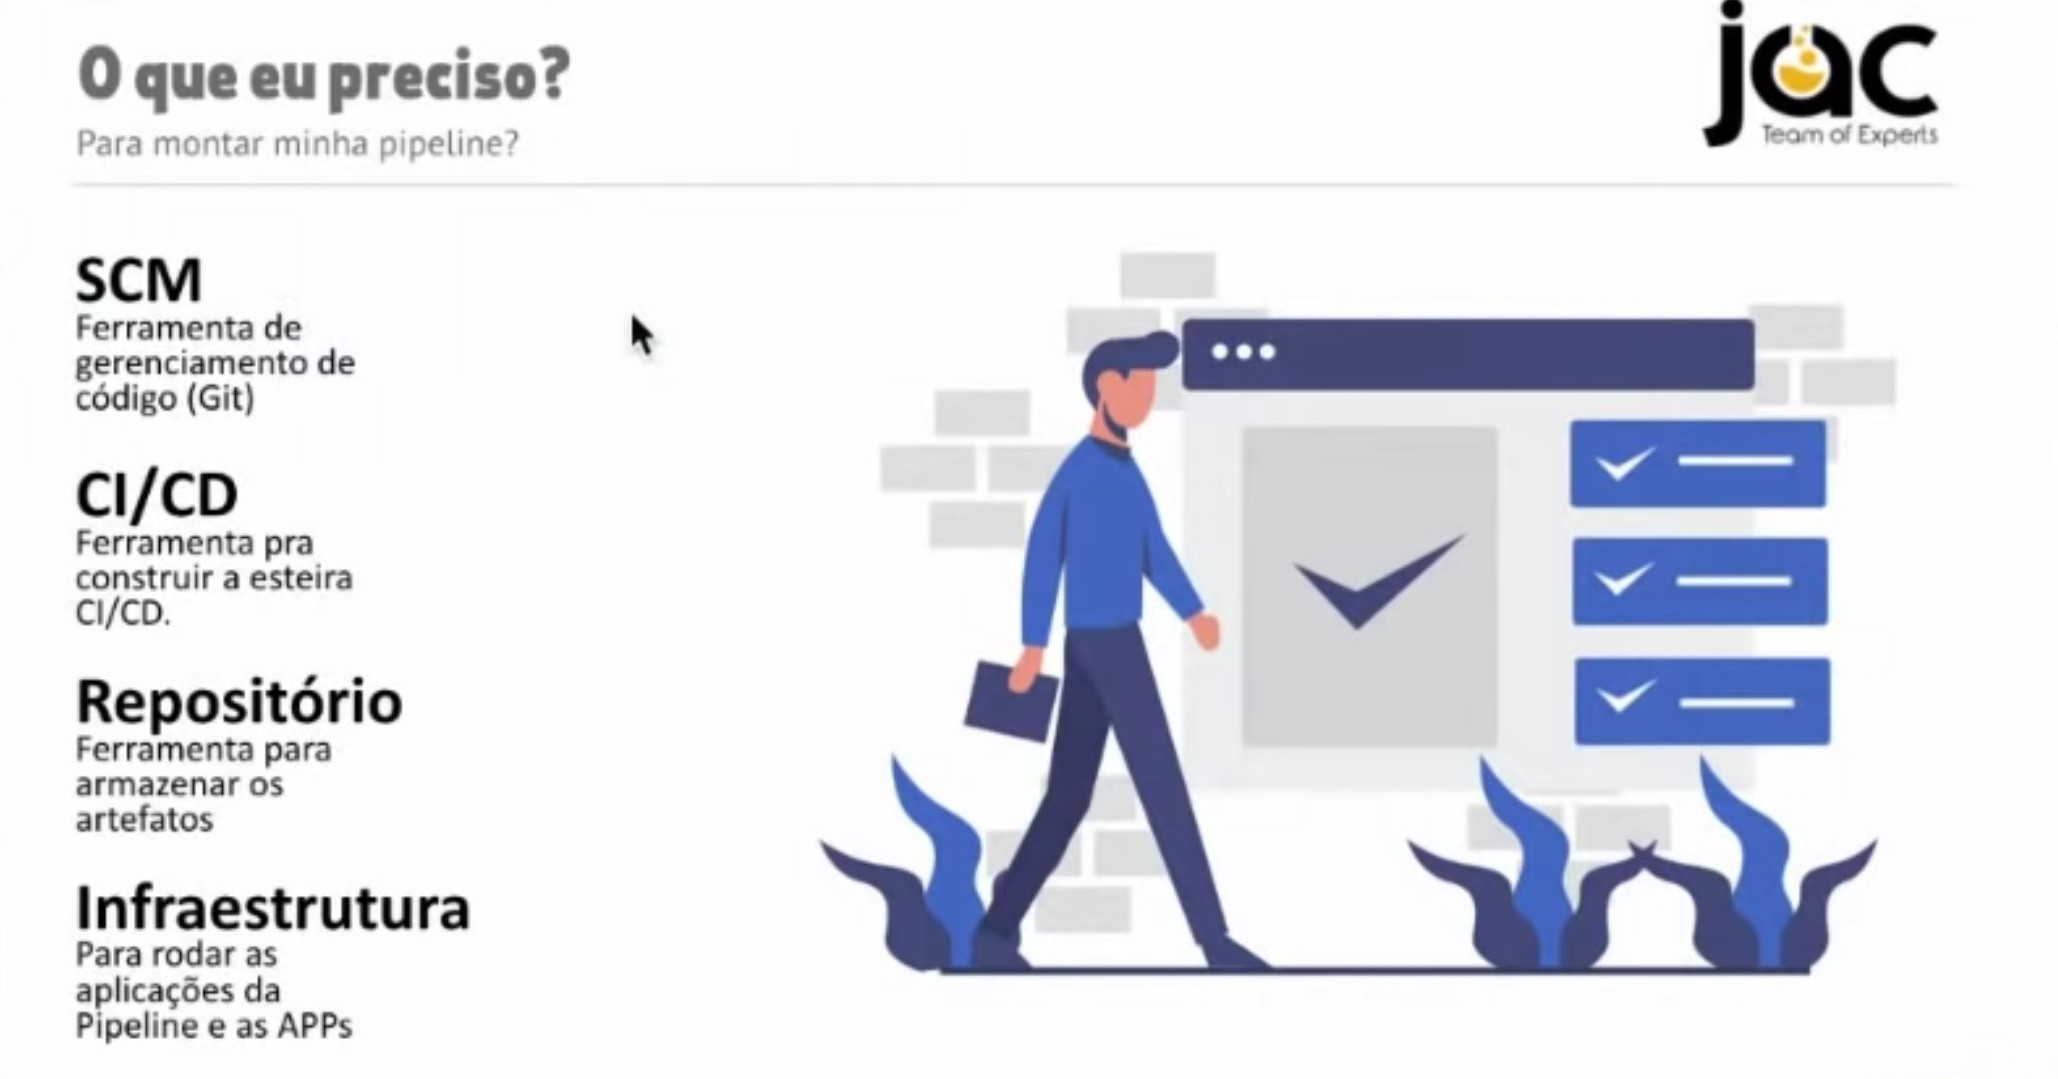 O que eu preciso?
Para montar minha pipeline?
jac
Team of Experts
SCM
Ferramenta de
gerenciamento de
código (Git)
CI/CD
Ferramenta pra
construir a esteira
CI/CD.
Repositório
Ferramenta para
armazenar os
artefatos
Infraestrutura
Para rodar as
aplicações da
Pipeline e as APPs